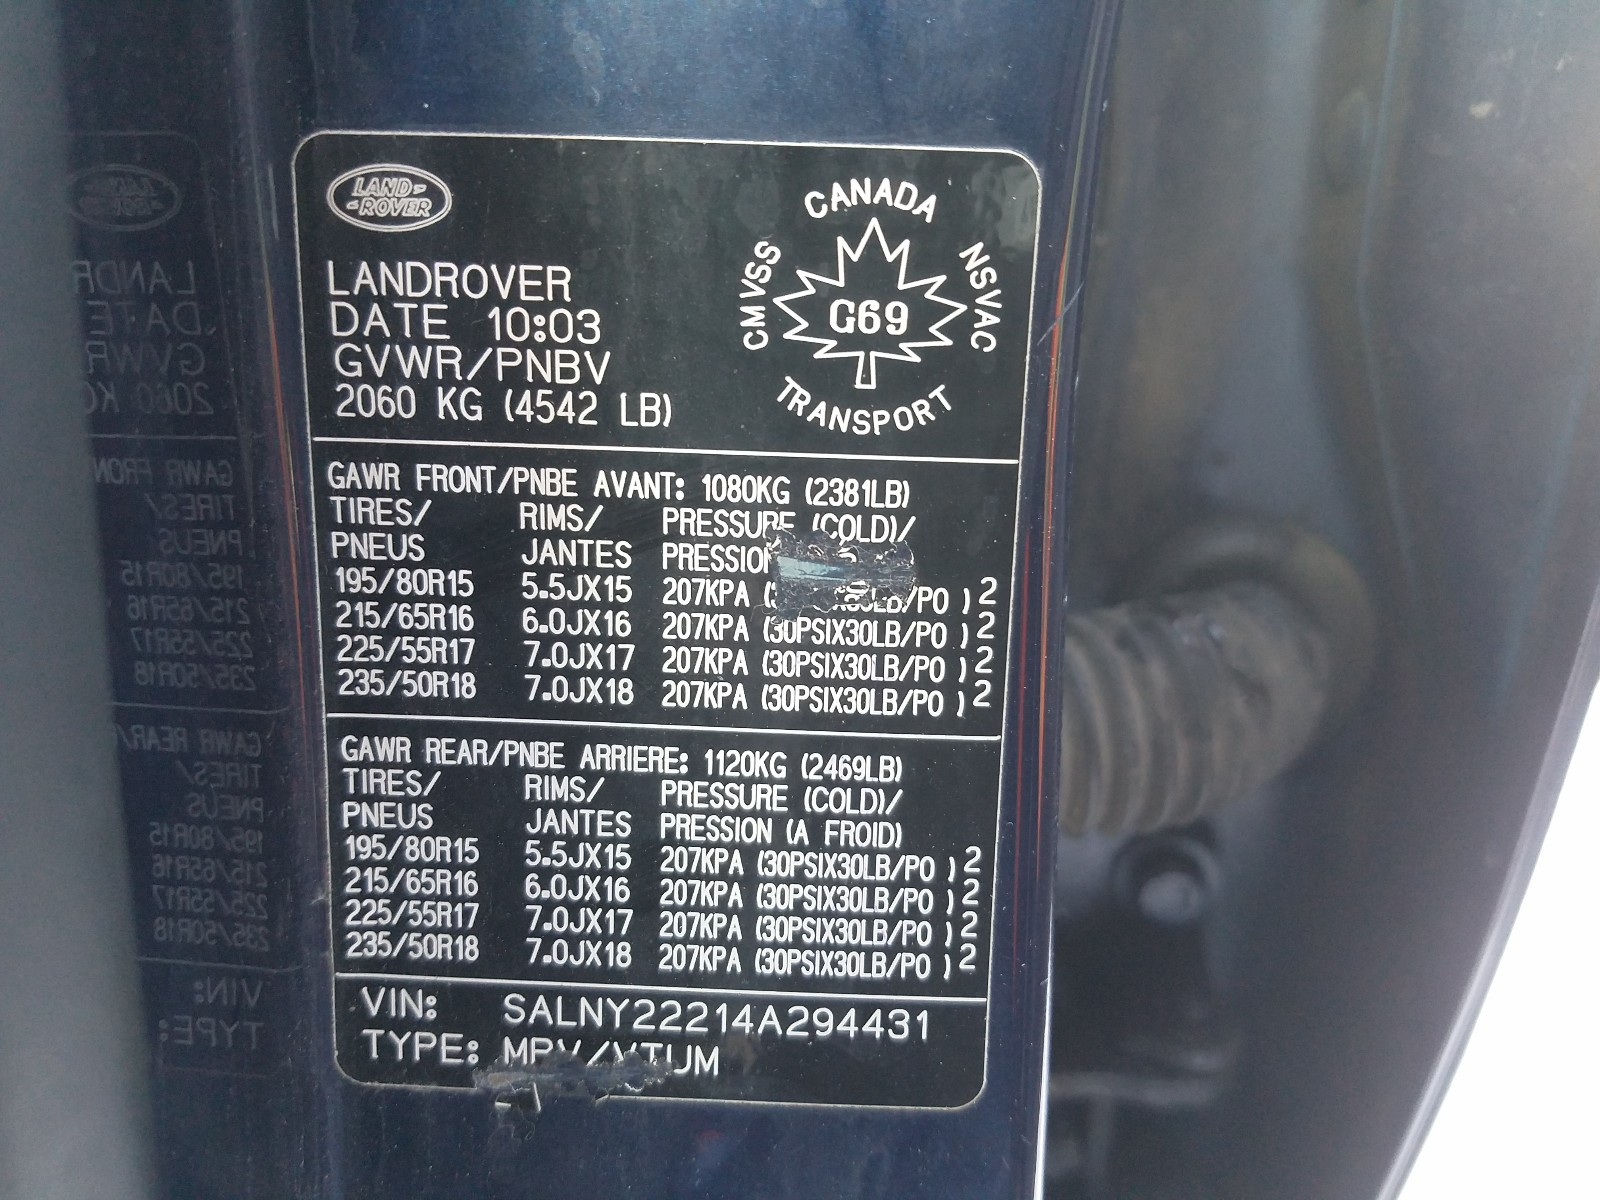 LAND-
-ROVER
CANADA
CMVSS
NSVAC
G69
TRANSPORT
LANDROVER
DATE 10:03
GVWR/PNBV
2060 KG (4542 LB)
GAWR FRONT/PNBE AVANT: 1080KG (2381LB)
TIRES/ RIMS/ PRESSURE (COLD)/
PNEUS JANTES PRESSION
195/80R15 5.5JX15 207KPA /PO ) 2
215/65R16 6.0JX16 207KPA (30PSIX30LB/PO ) 2
225/55R17 7.0JX17 207KPA (30PSIX30LB/PO ) 2
235/50R18 7.0JX18 207KPA (30PSIX30LB/PO ) 2
GAWR REAR/PNBE ARRIERE: 1120KG (2469LB)
TIRES/ RIMS/ PRESSURE (COLD)/
PNEUS JANTES PRESSION (A FROID)
195/80R15 5.5JX15 207KPA (30PSIX30LB/PO ) 2
215/65R16 6.0JX16 207KPA (30PSIX30LB/PO ) 2
225/55R17 7.0JX17 207KPA (30PSIX30LB/PO ) 2
235/50R18 7.0JX18 207KPA (30PSIX30LB/PO ) 2
VIN: SALNY22214A294431
TYPE: MPV/VTUM